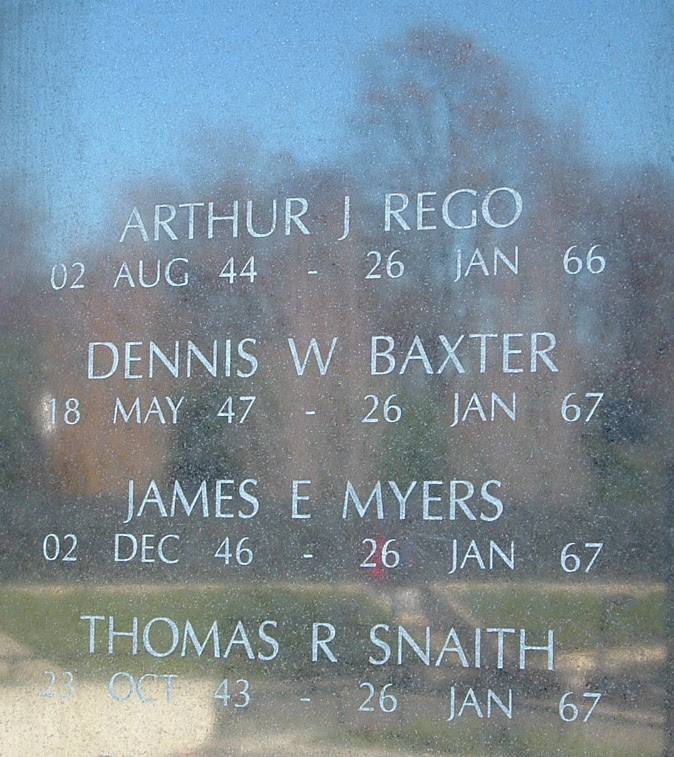 ARTHUR J REGO
02 AUG 44 - 26 JAN 66
DENNIS W BAXTER
18 MAY 47 - 26 JAN 67
JAMES E MYERS
02 DEC 46 - 26 JAN 67
THOMAS R SNAITH
23 OCT 43 - 26 JAN 67